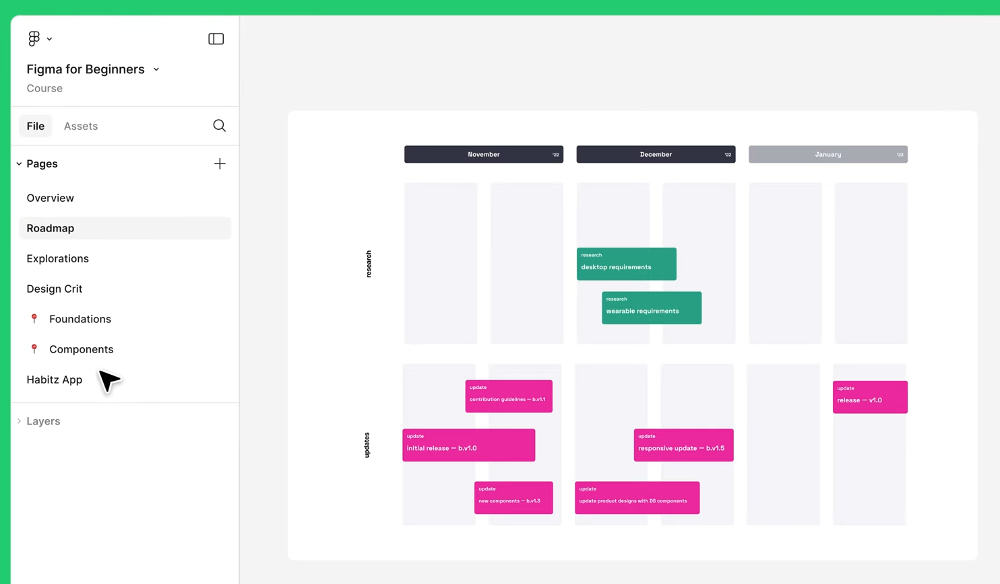 Figma for Beginners
Course
File
Assets
Pages
Overview
Roadmap
Explorations
Design Crit
Foundations
Components
Habitz App
Layers
November
'22
December
'22
January
'23
research
research
desktop requirements
research
wearable requirements
updates
update
contribution guidelines — b.v1.1
update
release — v1.0
update
initial release — b.v1.0
update
responsive update — b.v1.5
update
new components — b.v1.3
update
update product designs with DS components